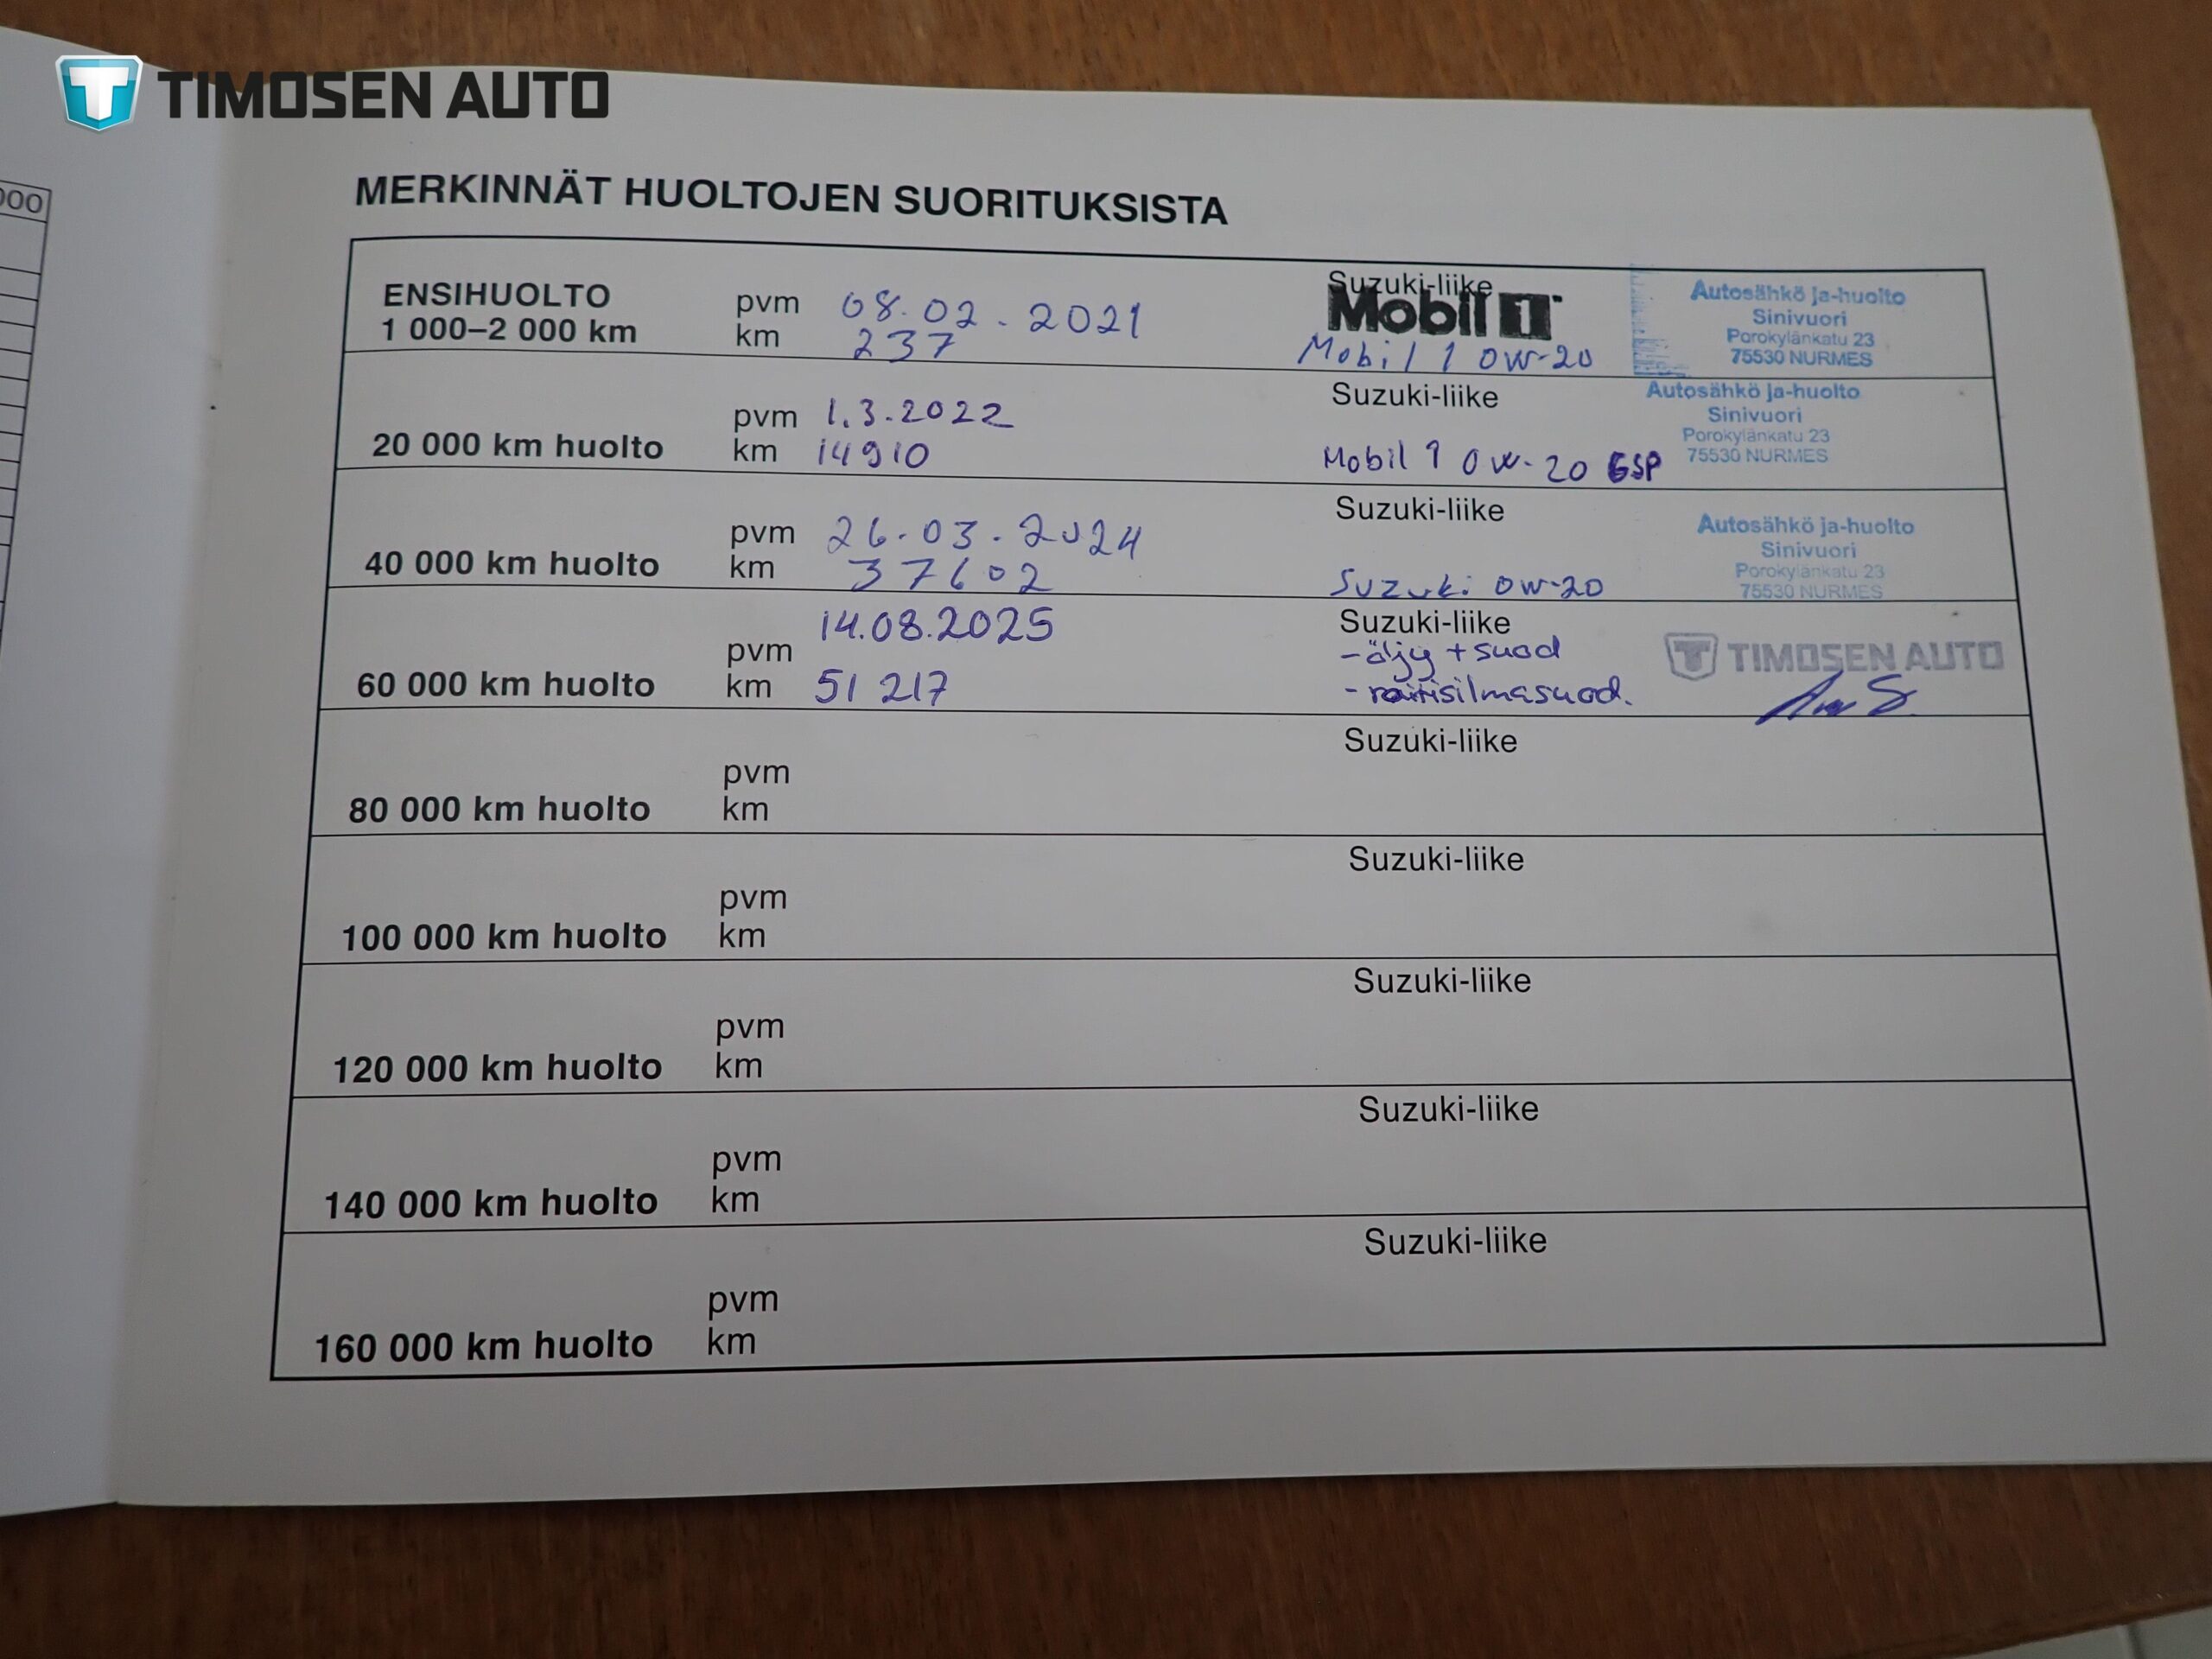 TIMOSEN AUTO
000
MERKINNÄT HUOLTOJEN SUORITUKSISTA
ENSIHUOLTO
1 000–2 000 km
pvm 08.02.2021
km 237
Suzuki-liike
Mobil 1
Mobil 1 0W-20
Autosähkö ja-huolto
Sinivuori
Porokylänkatu 23
75530 NURMES
20 000 km huolto
pvm 1.3.2022
km 14910
Suzuki-liike
Mobil 1 0W-20 ESP
Autosähkö ja-huolto
Sinivuori
Porokylänkatu 23
75530 NURMES
40 000 km huolto
pvm 26.03.2024
km 37602
Suzuki-liike
Suzuki 0W-20
Autosähkö ja-huolto
Sinivuori
Porokylänkatu 23
75530 NURMES
60 000 km huolto
pvm 14.08.2025
km 51 217
Suzuki-liike
-öljy + suod
-raitisilmasuod.
TIMOSEN AUTO
80 000 km huolto
pvm
km
Suzuki-liike
100 000 km huolto
pvm
km
Suzuki-liike
120 000 km huolto
pvm
km
Suzuki-liike
140 000 km huolto
pvm
km
Suzuki-liike
160 000 km huolto
pvm
km
Suzuki-liike